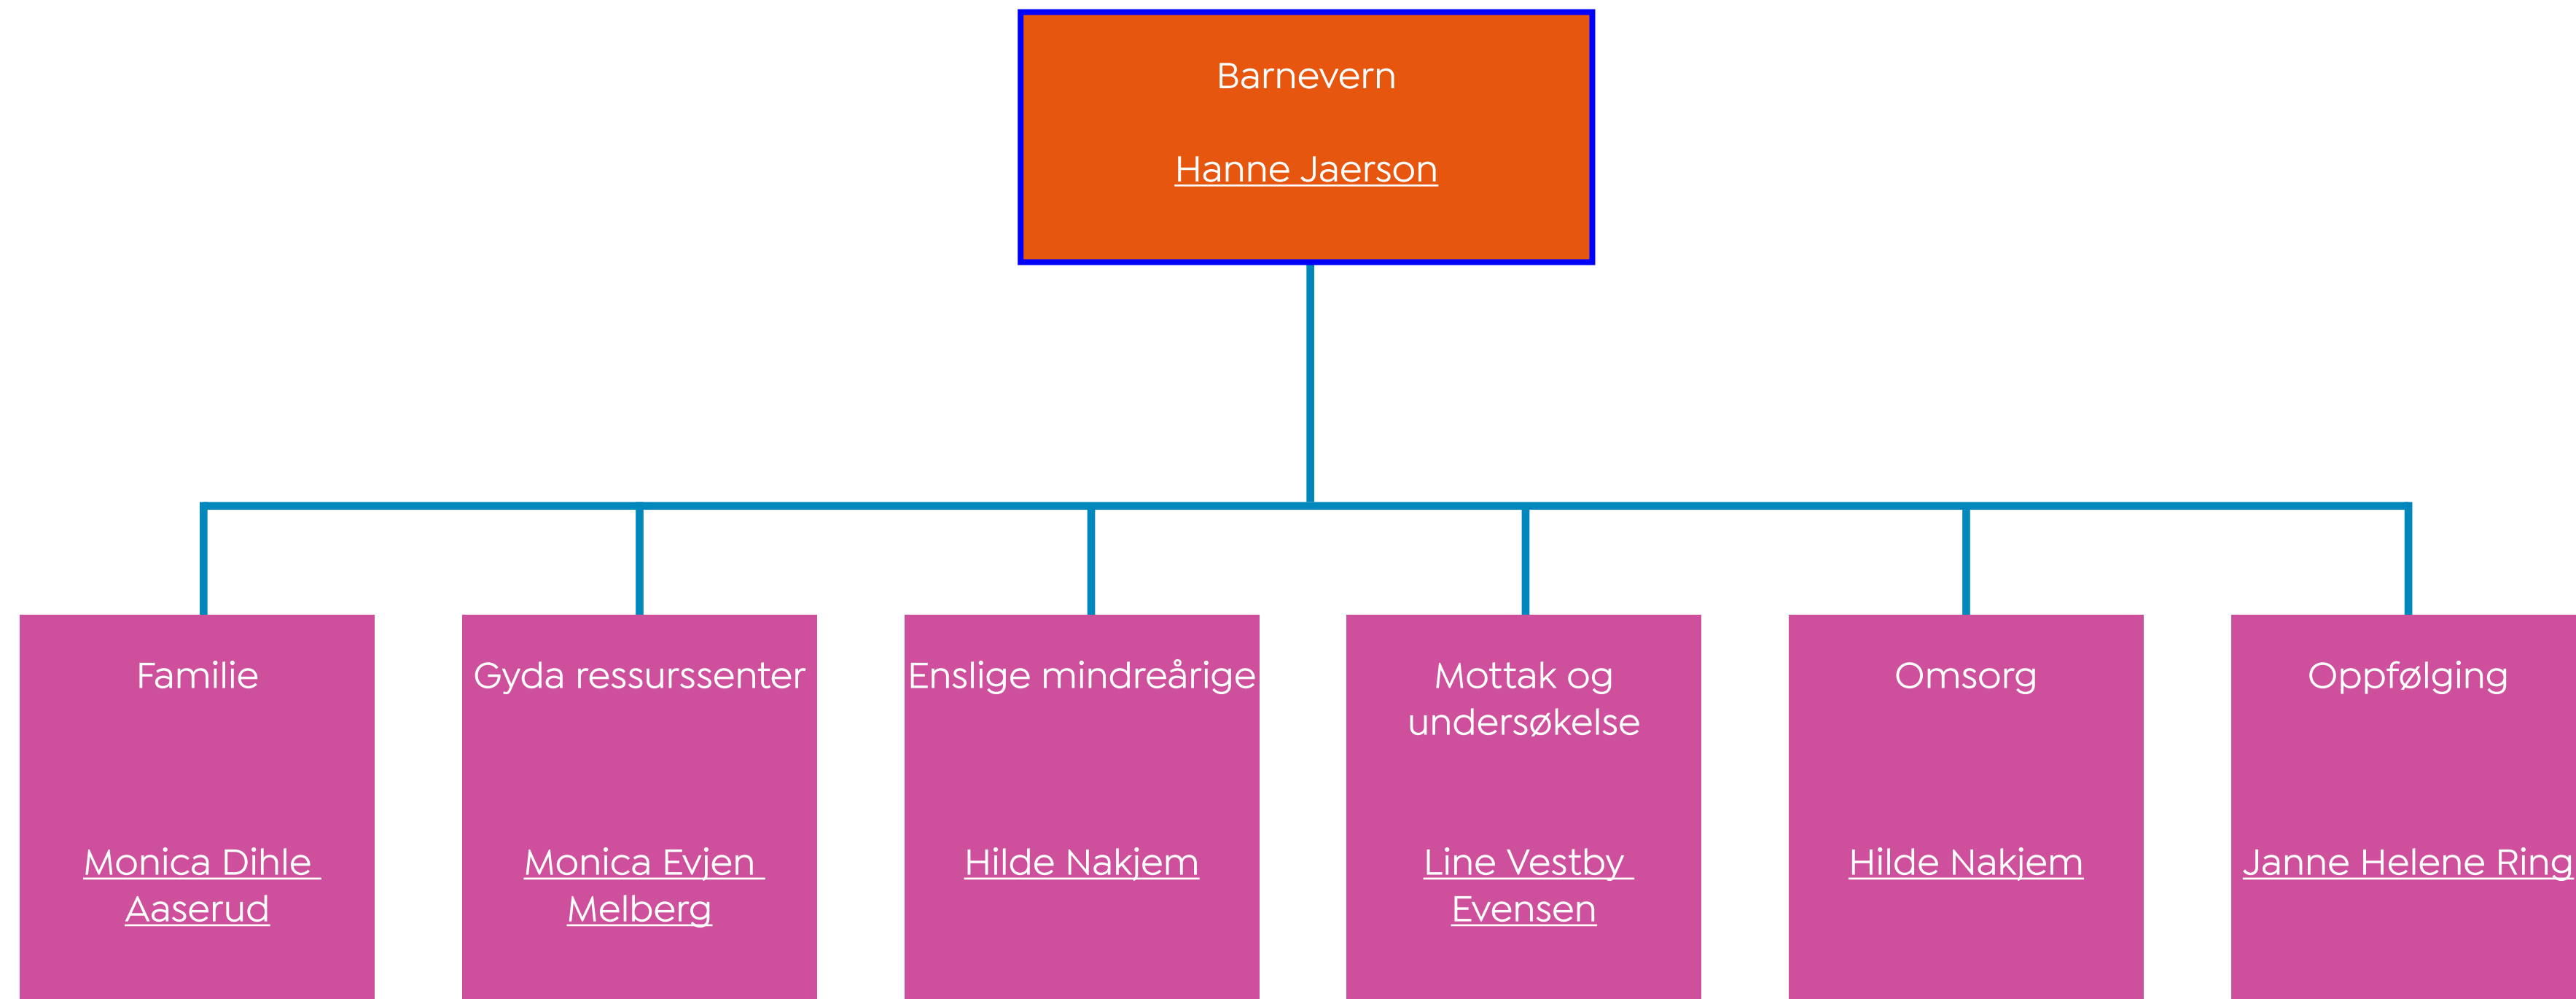 Barnevern
Hanne Jaerson
Familie
Monica Dihle
Aaserud
Gyda ressurssenter
Monica Evjen
Melberg
Enslige mindreårige
Hilde Nakjem
Mottak og
undersøkelse
Line Vestby
Evensen
Omsorg
Hilde Nakjem
Oppfølging
Janne Helene Ring